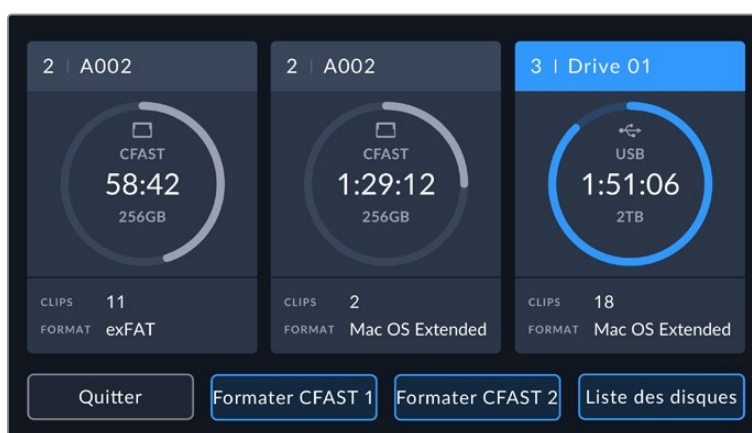 2 | A002
CFAST
58:42
256GB
CLIPS 11
FORMAT exFAT
2 | A002
CFAST
1:29:12
256GB
CLIPS 2
FORMAT Mac OS Extended
3 | Drive 01
USB
1:51:06
2TB
CLIPS 18
FORMAT Mac OS Extended
Quitter
Formater CFAST 1
Formater CFAST 2
Liste des disques